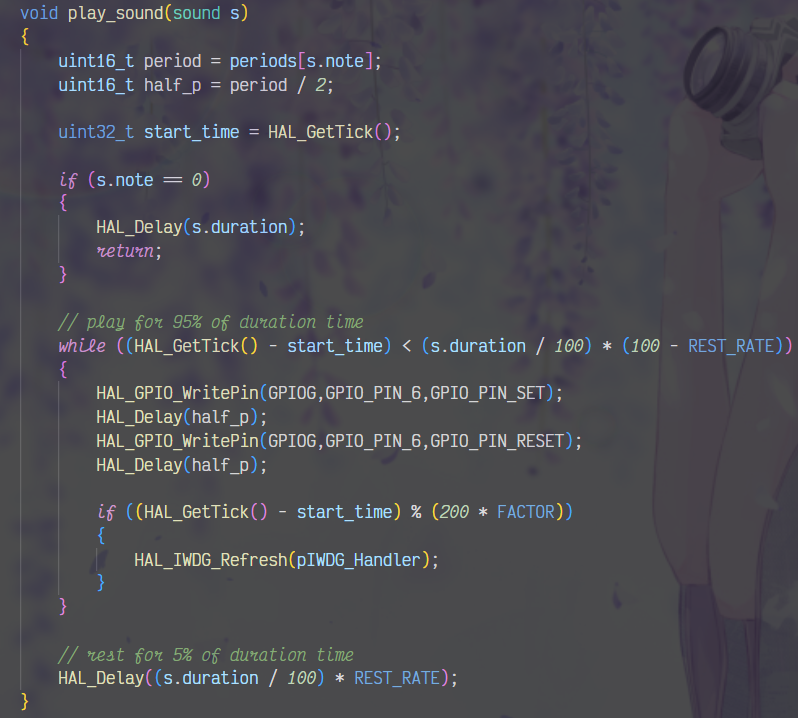 void play_sound(sound s)
{
uint16_t period = periods[s.note];
uint16_t half_p = period / 2;
uint32_t start_time = HAL_GetTick();
if (s.note == 0)
{
HAL_Delay(s.duration);
return;
}
// play for 95% of duration time
while ((HAL_GetTick() - start_time) < (s.duration / 100) * (100 - REST_RATE))
{
HAL_GPIO_WritePin(GPIOG,GPIO_PIN_6,GPIO_PIN_SET);
HAL_Delay(half_p);
HAL_GPIO_WritePin(GPIOG,GPIO_PIN_6,GPIO_PIN_RESET);
HAL_Delay(half_p);
if ((HAL_GetTick() - start_time) % (200 * FACTOR))
{
HAL_IWDG_Refresh(pIWDG_Handler);
}
}
// rest for 5% of duration time
HAL_Delay((s.duration / 100) * REST_RATE);
}